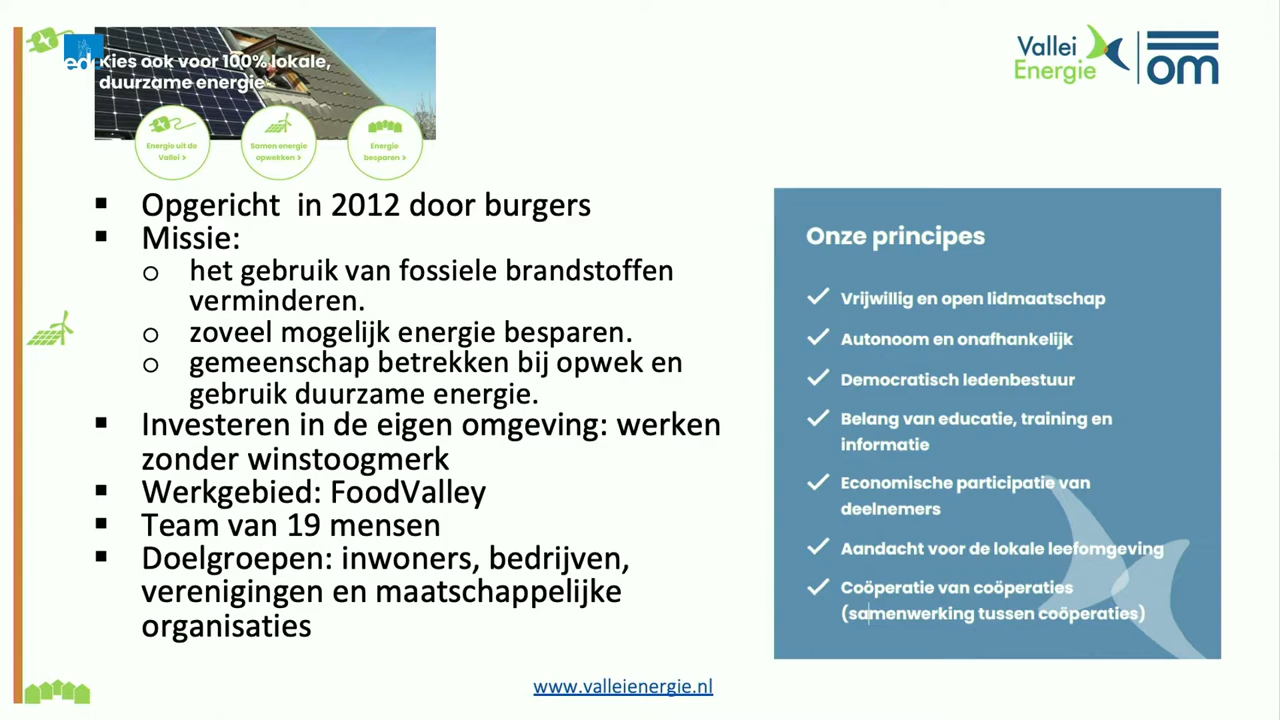 ed
Kies ook voor 100% lokale,
duurzame energie
Energie uit de
Vallei >
Samen energie
opwekken >
Energie
besparen >
Vallei
Energie
om
▪ Opgericht in 2012 door burgers
▪ Missie:
o het gebruik van fossiele brandstoffen
verminderen.
o zoveel mogelijk energie besparen.
o gemeenschap betrekken bij opwek en
gebruik duurzame energie.
▪ Investeren in de eigen omgeving: werken
zonder winstoogmerk
▪ Werkgebied: FoodValley
▪ Team van 19 mensen
▪ Doelgroepen: inwoners, bedrijven,
verenigingen en maatschappelijke
organisaties
Onze principes
Vrijwillig en open lidmaatschap
Autonoom en onafhankelijk
Democratisch ledenbestuur
Belang van educatie, training en
informatie
Economische participatie van
deelnemers
Aandacht voor de lokale leefomgeving
Coöperatie van coöperaties
(samenwerking tussen coöperaties)
www.valleienergie.nl